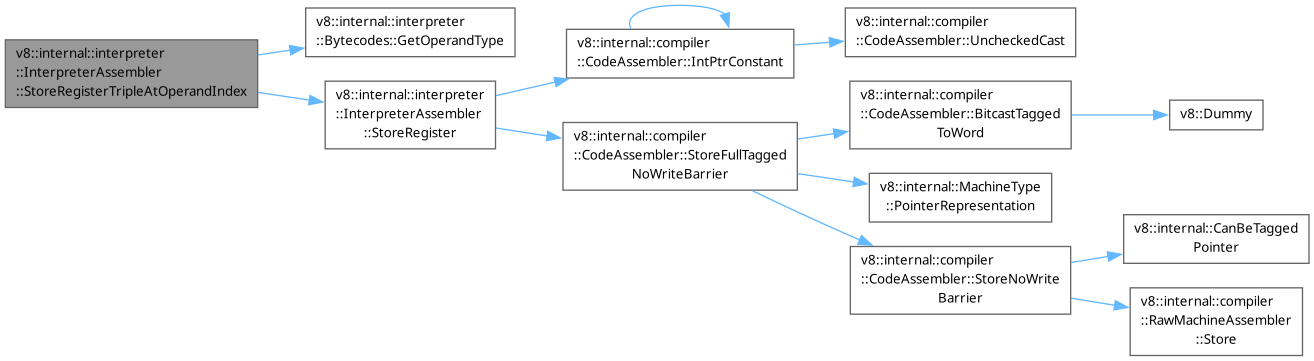 v8::internal::interpreter
::InterpreterAssembler
::StoreRegisterTripleAtOperandIndex
v8::internal::interpreter
::Bytecodes::GetOperandType
v8::internal::interpreter
::InterpreterAssembler
::StoreRegister
v8::internal::compiler
::CodeAssembler::IntPtrConstant
v8::internal::compiler
::CodeAssembler::UncheckedCast
v8::internal::compiler
::CodeAssembler::StoreFullTagged
NoWriteBarrier
v8::internal::compiler
::CodeAssembler::BitcastTagged
ToWord
v8::Dummy
v8::internal::MachineType
::PointerRepresentation
v8::internal::compiler
::CodeAssembler::StoreNoWrite
Barrier
v8::internal::CanBeTagged
Pointer
v8::internal::compiler
::RawMachineAssembler
::Store